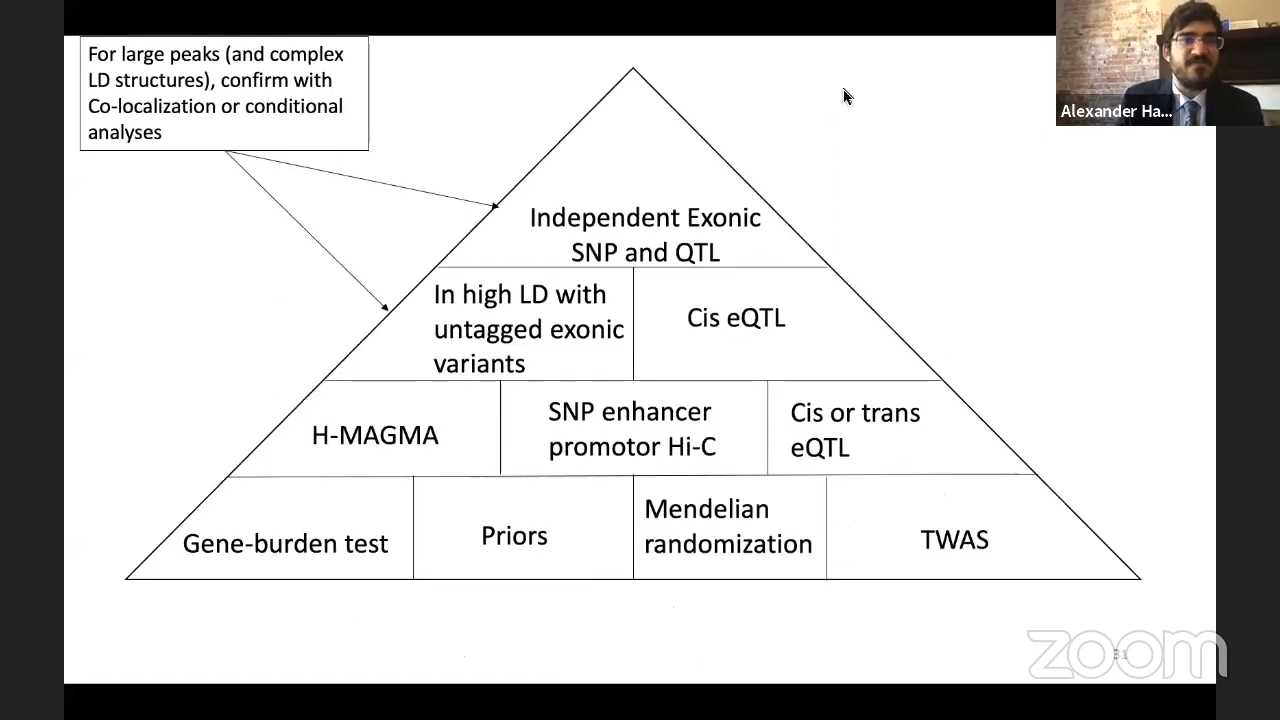 For large peaks (and complex
LD structures), confirm with
Co-localization or conditional
analyses
Alexander Ha...
Independent Exonic
SNP and QTL
In high LD with
untagged exonic
variants
Cis eQTL
H-MAGMA
SNP enhancer
promotor Hi-C
Cis or trans
eQTL
Gene-burden test
Priors
Mendelian
randomization
TWAS
zoom
31